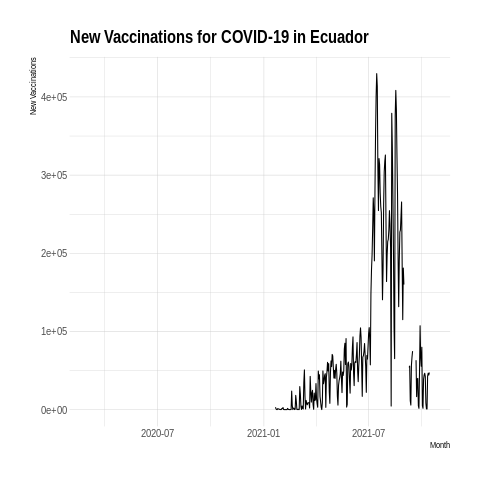 New Vaccinations for COVID-19 in Ecuador
New Vaccinations
4e+05
3e+05
2e+05
1e+05
0e+00
2020-07
2021-01
2021-07
Month